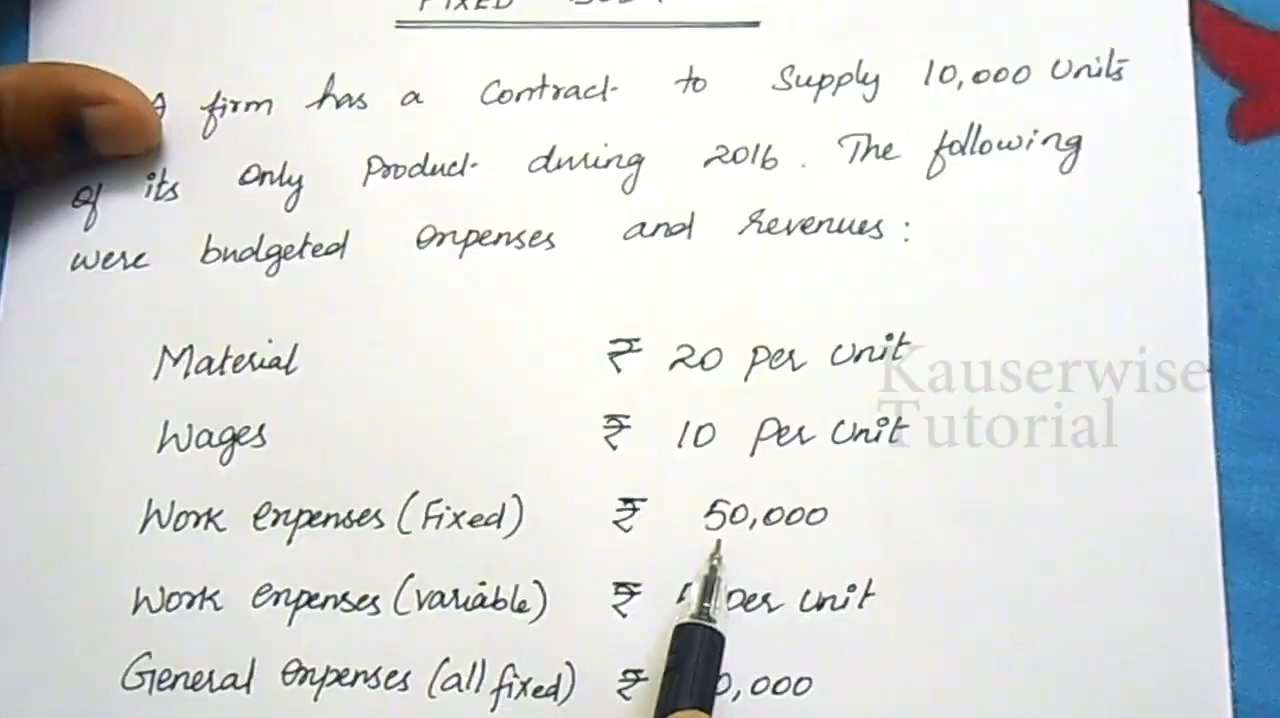 FIXED
A firm has a Contract to Supply 10,000 Units
of its Only Product during 2016. The following
were budgeted expenses and revenues:
Material ₹ 20 per unit
Wages ₹ 10 Per Unit
Work expenses (Fixed) ₹ 50,000
Work expenses (variable) ₹ per unit
General expenses (all fixed) ₹ 0,000
Kauserwise
Tutorial